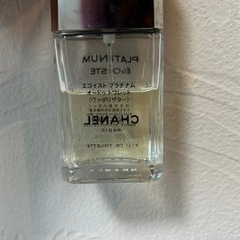 PLATINUM
ÉGOÏSTE
エゴイスト プラチナム
オードゥ トワレット
(ヴァポリザター)
CHANEL
PARIS
EAU DE TOILETTE